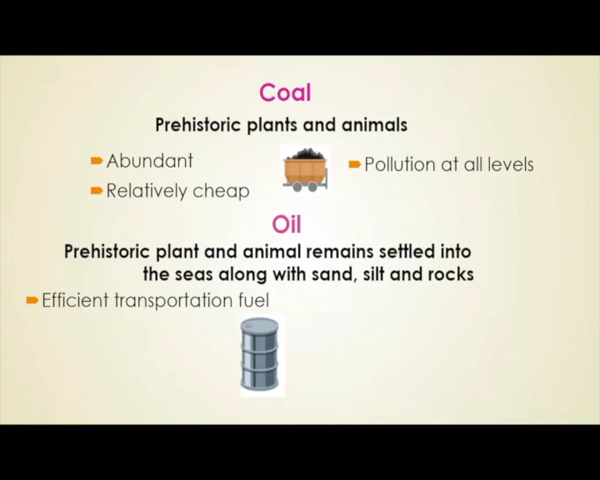 Coal
Prehistoric plants and animals
Abundant
Relatively cheap
Pollution at all levels
Oil
Prehistoric plant and animal remains settled into
the seas along with sand, silt and rocks
Efficient transportation fuel